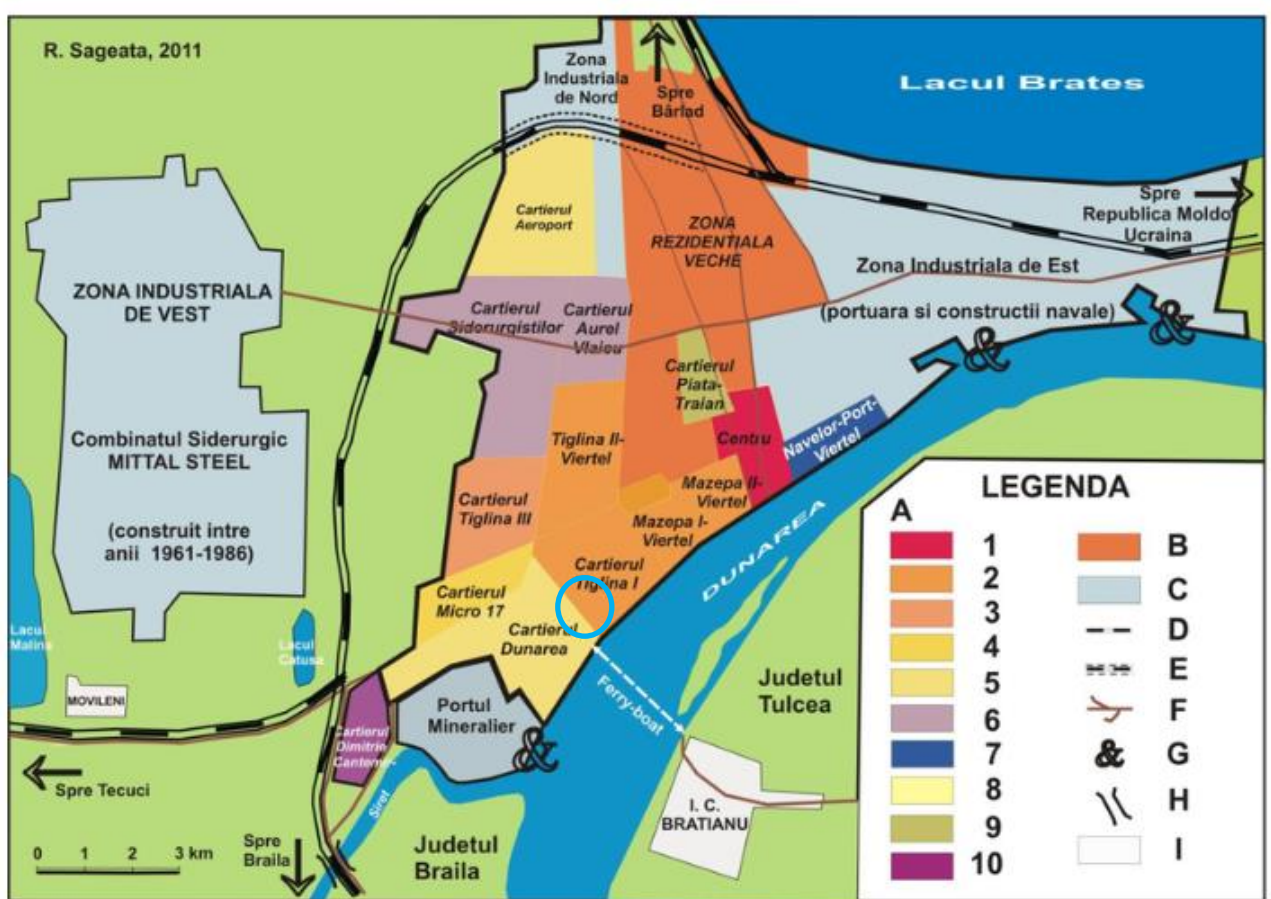 R. Sageata, 2011
Zona
Industriala
de Nord
Spre
Bârlad
Lacul Brates
Spre
Republica Moldo
Ucraina
Cartierul
Aeroport
ZONA
REZIDENTIALA
VECHE
Zona Industriala de Est
(portuara si constructii navale)
&
&
ZONA INDUSTRIALA
DE VEST
Cartierul
Siderurgistilor
Cartierul
Aurel
Vlaicu
Cartierul
Piata-
Traian
Combinatul Siderurgic
MITTAL STEEL
(construit intre
anii 1961-1986)
Tiglina II-
Viertel
Centru
Navelor-Port-
Viertel
Cartierul
Tiglina III
Mazepa II-
Viertel
Mazepa I-
Viertel
DUNAREA
Cartierul
Tiglina I
Cartierul
Micro 17
Cartierul
Dunarea
Lacul
Malina
Lacul
Catusa
MOVILENI
Ferry-boat
Judetul
Tulcea
Portul
Mineralier
&
Cartierul
Dimitrie
Cantemir
Spre Tecuci
Siret
I. C.
BRATIANU
Spre
Braila
Judetul
Braila
0 1 2 3 km
LEGENDA
A
1
2
3
4
5
6
7
8
9
10
B
C
D
E
F
& G
H
I